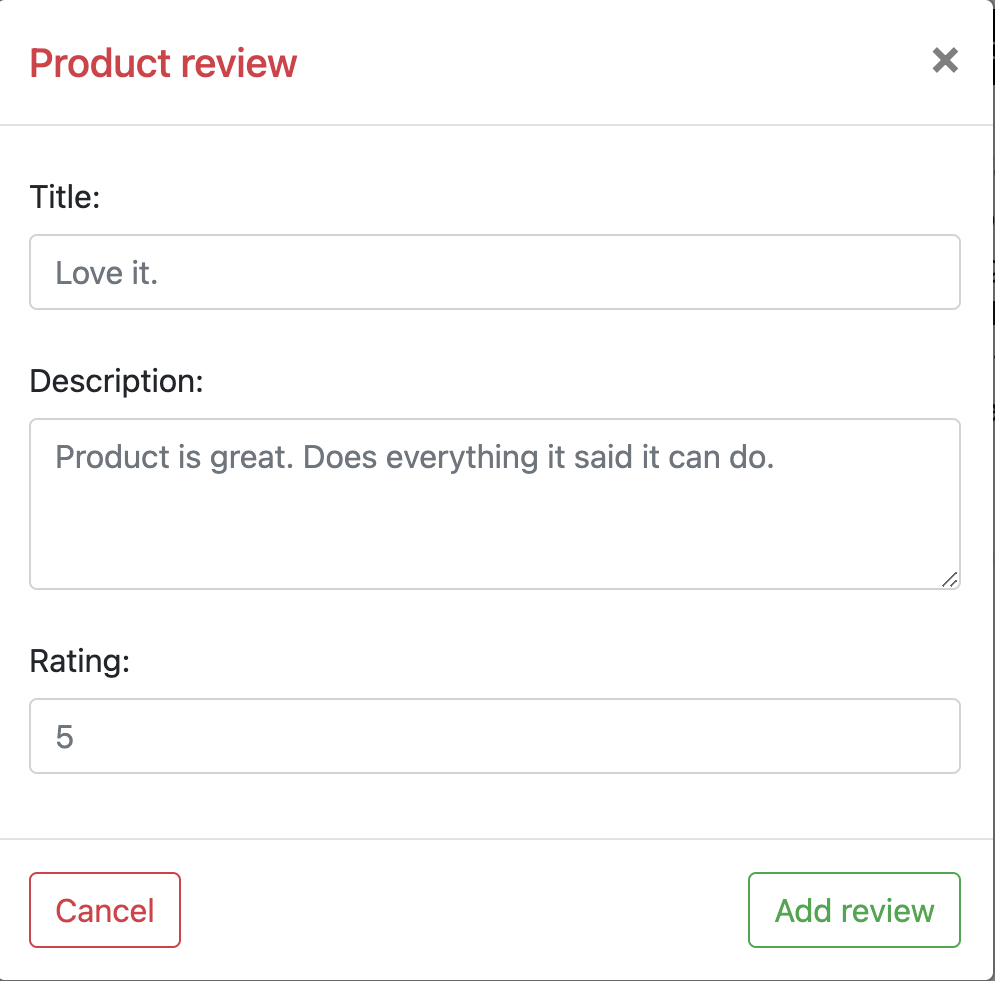 Product review
Title:
Love it.
Description:
Product is great. Does everything it said it can do.
Rating:
5
Cancel
Add review